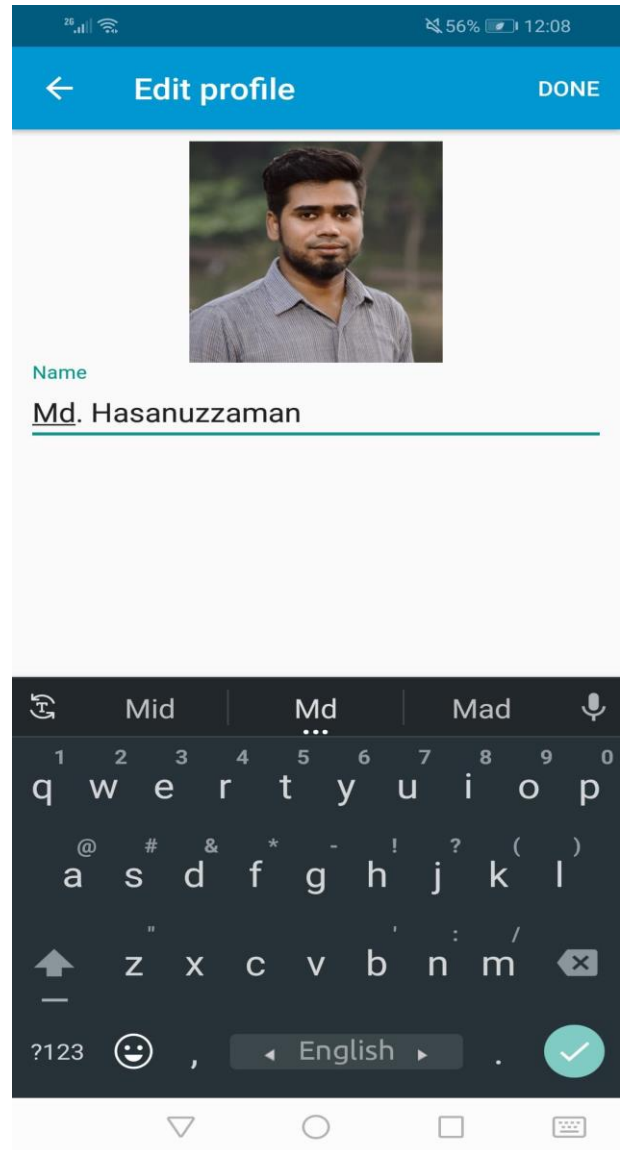 2G 56% 12:08
Edit profile DONE
Name
Md. Hasanuzzaman
Mid Md Mad
1 2 3 4 5 6 7 8 9 0
q w e r t y u i o p
@ # & * - ! ? ( )
a s d f g h j k l
" ' : /
z x c v b n m
?123 , English .